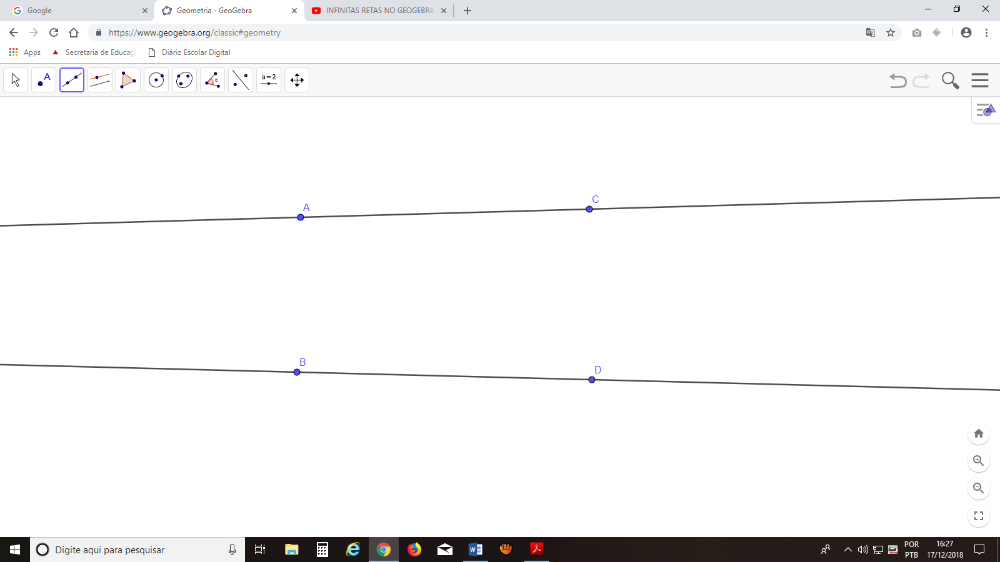 Google
Geometria - GeoGebra
INFINITAS RETAS NO GEOGEBRA
https://www.geogebra.org/classic#geometry
Apps
Secretaria de Educaç
Diário Escolar Digital
A
α
a=2
A
C
B
D
Digite aqui para pesquisar
POR
PTB
16:27
17/12/2018